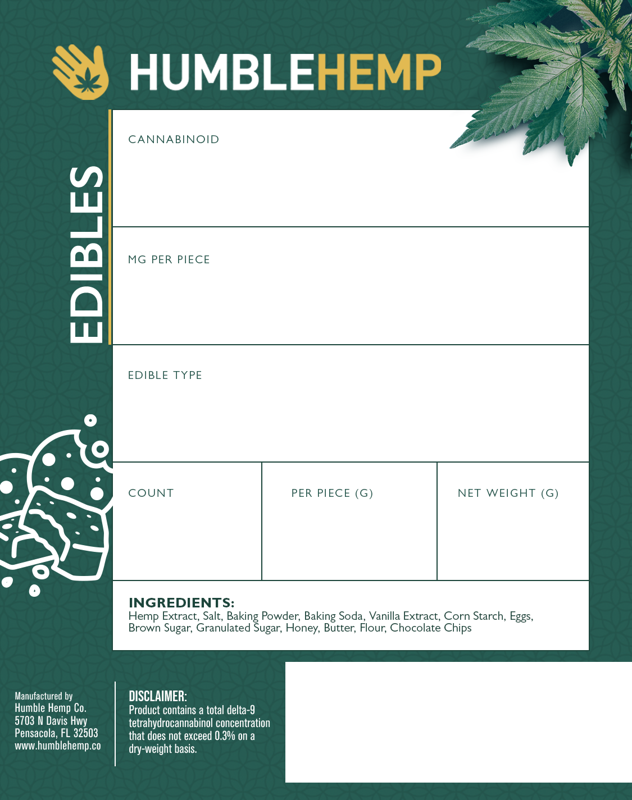 HUMBLEHEMP
EDIBLES
CANNABINOID
MG PER PIECE
EDIBLE TYPE
COUNT
PER PIECE (G)
NET WEIGHT (G)
INGREDIENTS:
Hemp Extract, Salt, Baking Powder, Baking Soda, Vanilla Extract, Corn Starch, Eggs,
Brown Sugar, Granulated Sugar, Honey, Butter, Flour, Chocolate Chips
Manufactured by
Humble Hemp Co.
5703 N Davis Hwy
Pensacola, FL 32503
www.humblehemp.co
DISCLAIMER:
Product contains a total delta-9
tetrahydrocannabinol concentration
that does not exceed 0.3% on a
dry-weight basis.